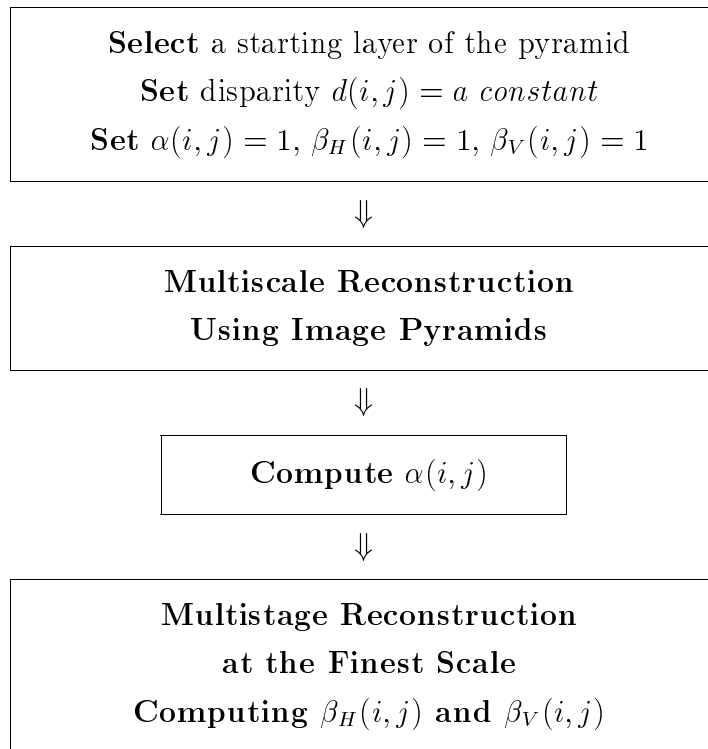 Select a starting layer of the pyramid
Set disparity d(i, j) = a constant
Set α(i, j) = 1, β_H(i, j) = 1, β_V(i, j) = 1
⇓
Multiscale Reconstruction
Using Image Pyramids
⇓
Compute α(i, j)
⇓
Multistage Reconstruction
at the Finest Scale
Computing β_H(i, j) and β_V(i, j)